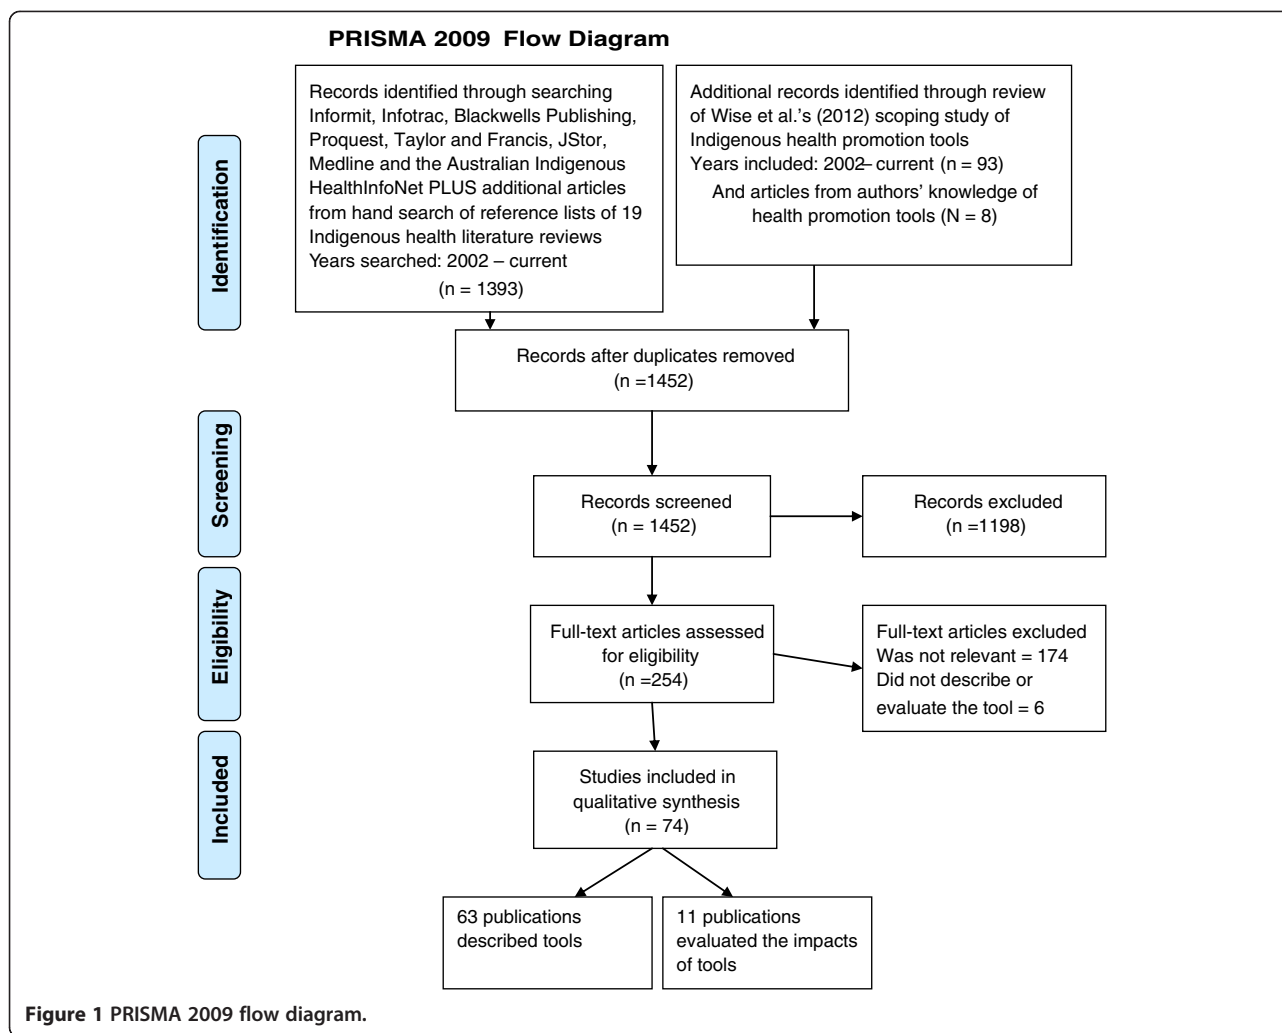 PRISMA 2009 Flow Diagram
Identification
Records identified through searching
Informit, Infotrac, Blackwells Publishing,
Proquest, Taylor and Francis, JStor,
Medline and the Australian Indigenous
HealthInfoNet PLUS additional articles
from hand search of reference lists of 19
Indigenous health literature reviews
Years searched: 2002 – current
(n = 1393)
Additional records identified through review
of Wise et al.'s (2012) scoping study of
Indigenous health promotion tools
Years included: 2002– current (n = 93)
And articles from authors' knowledge of
health promotion tools (N = 8)
Records after duplicates removed
(n =1452)
Screening
Records screened
(n = 1452)
Records excluded
(n =1198)
Eligibility
Full-text articles assessed
for eligibility
(n =254)
Full-text articles excluded
Was not relevant = 174
Did not describe or
evaluate the tool = 6
Included
Studies included in
qualitative synthesis
(n = 74)
63 publications
described tools
11 publications
evaluated the impacts
of tools
Figure 1 PRISMA 2009 flow diagram.